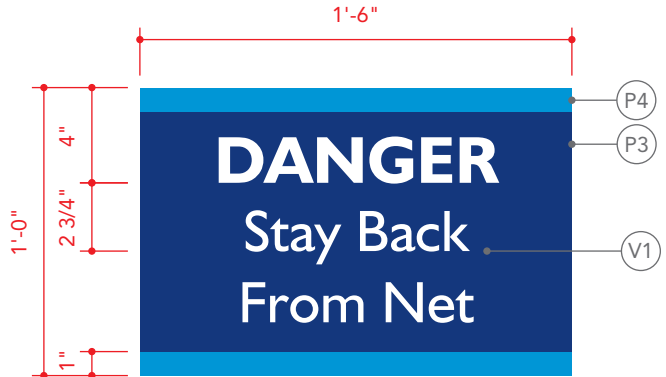 1'-6"
P4
4"
P3
DANGER
2 3/4"
Stay Back
1'-0"
V1
From Net
1"